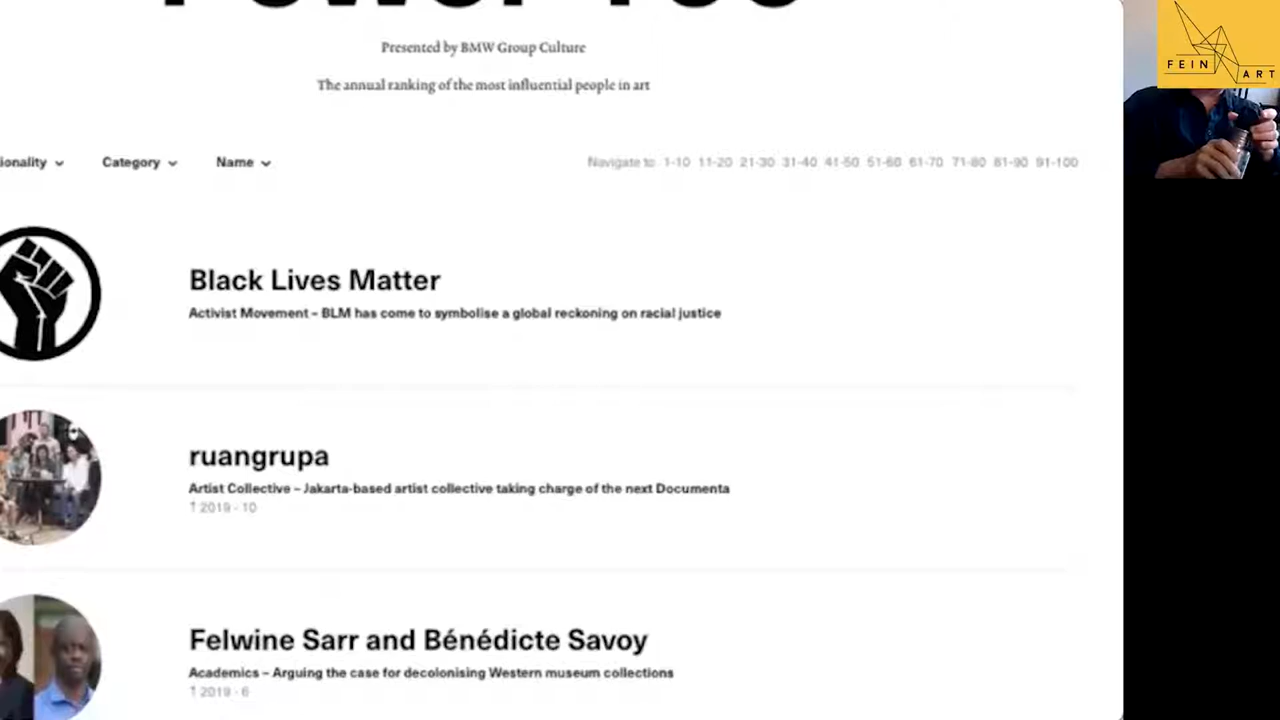 Power 100
Presented by BMW Group Culture
The annual ranking of the most influential people in art
ionality Category Name Navigate to 1-10 11-20 21-30 31-40 41-50 51-60 61-70 71-80 81-90 91-100
Black Lives Matter
Activist Movement – BLM has come to symbolise a global reckoning on racial justice
ruangrupa
Artist Collective – Jakarta-based artist collective taking charge of the next Documenta
↑ 2019 - 10
Felwine Sarr and Bénédicte Savoy
Academics – Arguing the case for decolonising Western museum collections
↑ 2019 - 6
FEIN
ART